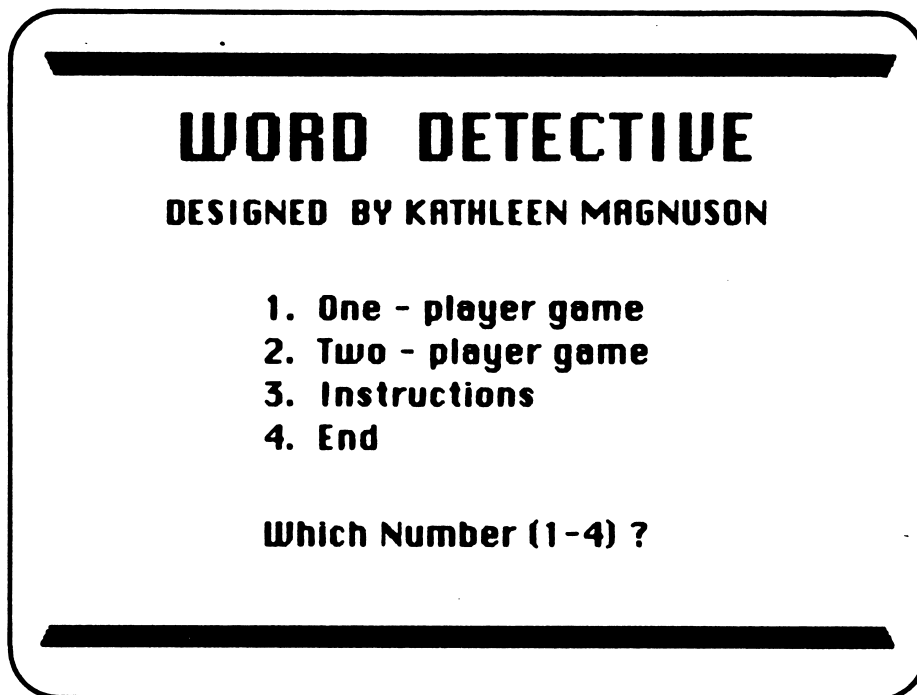 WORD DETECTIVE
DESIGNED BY KATHLEEN MAGNUSON
1. One - player game
2. Two - player game
3. Instructions
4. End
Which Number (1-4) ?